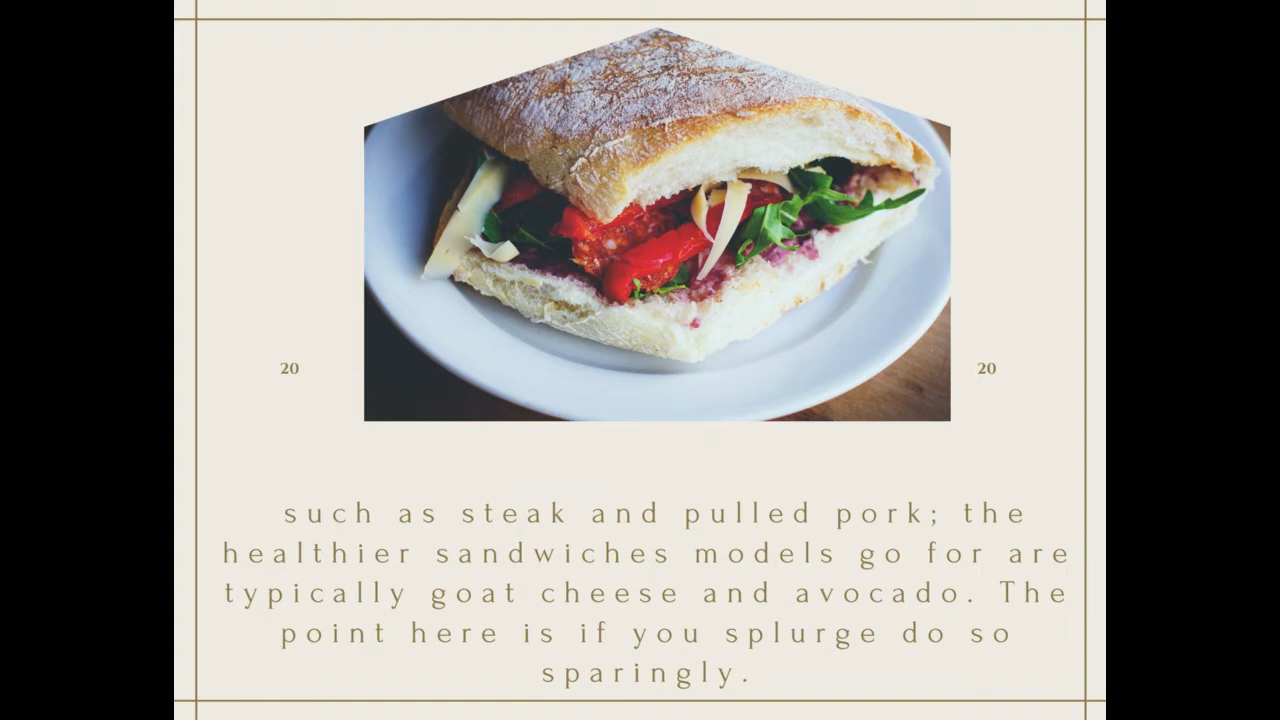 20
20
such as steak and pulled pork; the
healthier sandwiches models go for are
typically goat cheese and avocado. The
point here is if you splurge do so
sparingly.